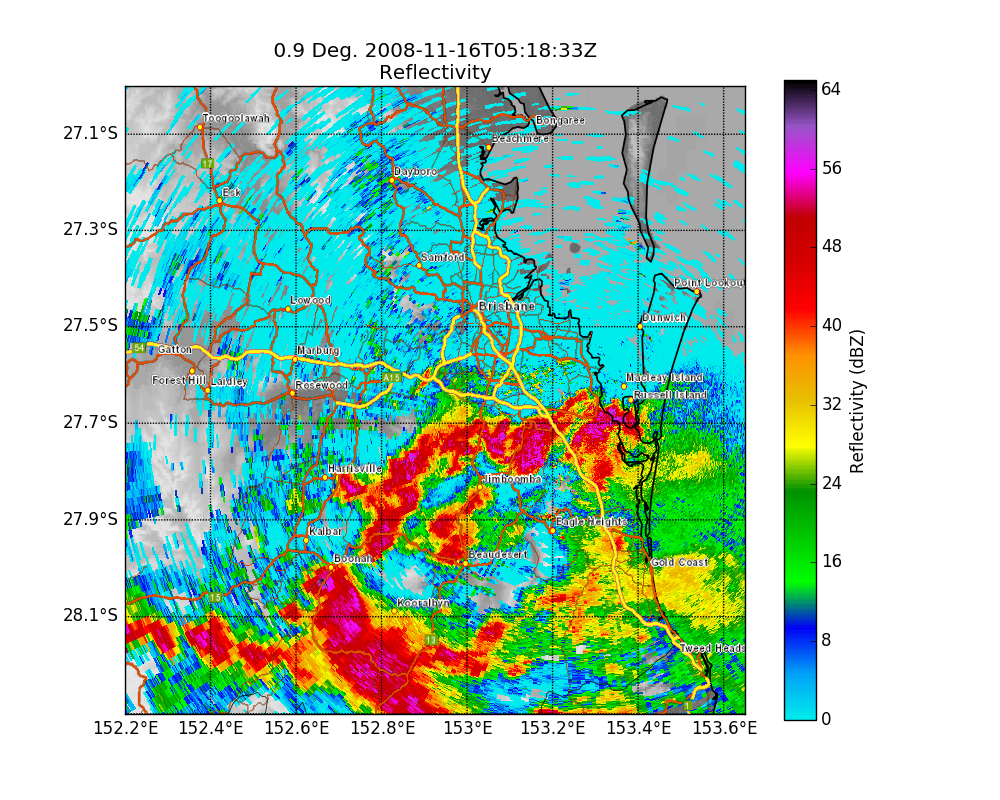 0.9 Deg. 2008-11-16T05:18:33Z
Reflectivity
64
27.1°S
Toogoolawah
Bongaree
Beachmere
17
Dayboro
56
Esk
27.3°S
Samford
48
Point Lookou
Lowood
Brisbane
Dunwich
27.5°S
40
54
Gatton
Marburg
A15
Forest Hill
Laidley
Rosewood
Macleay Island
Russell Island
32
27.7°S
Harrisville
Jimboomba
24
27.9°S
Kalbar
Eagle Heights
Boonah
Beaudesert
Gold Coast
16
15
Kooralbyn
28.1°S
13
Tweed Heads
8
1
0
152.2°E
152.4°E
152.6°E
152.8°E
153°E
153.2°E
153.4°E
153.6°E
Reflectivity (dBZ)